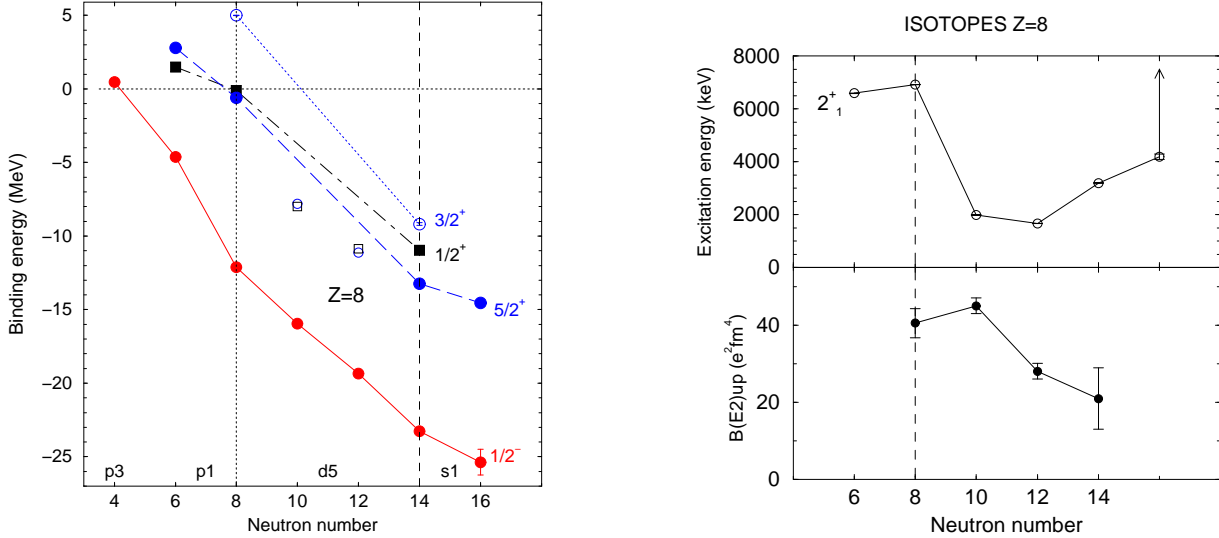 5
0
−5
−10
−15
−20
−25
Binding energy (MeV)
3/2⁺
1/2⁺
5/2⁺
1/2⁻
Z=8
p3 p1 d5 s1
4 6 8 10 12 14 16
Neutron number
ISOTOPES Z=8
8000
6000
4000
2000
0
Excitation energy (keV)
2⁺₁
40
20
0
B(E2)up (e²fm⁴)
6 8 10 12 14
Neutron number